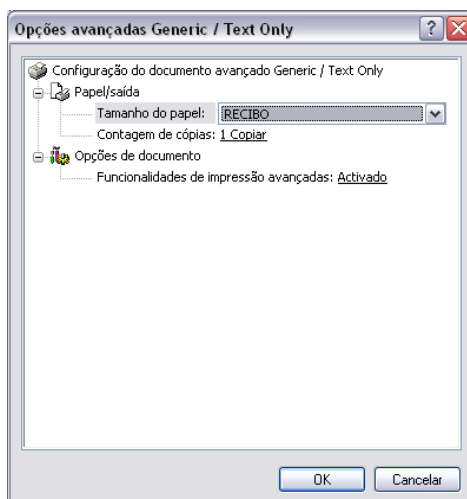 Opções avançadas Generic / Text Only
Configuração do documento avançado Generic / Text Only
Papel/saída
Tamanho do papel: RECIBO
Contagem de cópias: 1 Copiar
Opções de documento
Funcionalidades de impressão avançadas: Activado
OK Cancelar